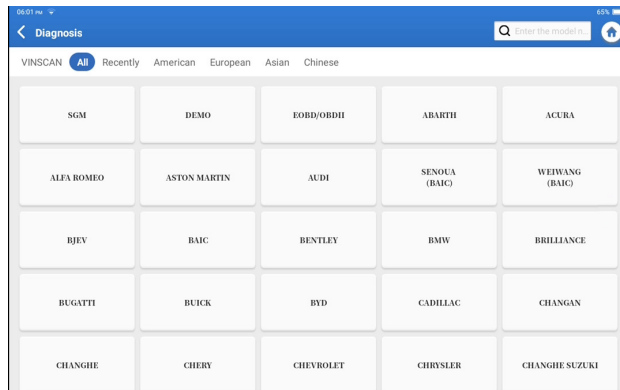 06:01 PM
65%
Diagnosis
Enter the model n...
VINSCAN All Recently American European Asian Chinese
SGM DEMO EOBD/OBDII ABARTH ACURA
ALFA ROMEO ASTON MARTIN AUDI SENOUA (BAIC) WEIWANG (BAIC)
BJEV BAIC BENTLEY BMW BRILLIANCE
BUGATTI BUICK BYD CADILLAC CHANGAN
CHANGHE CHERY CHEVROLET CHRYSLER CHANGHE SUZUKI